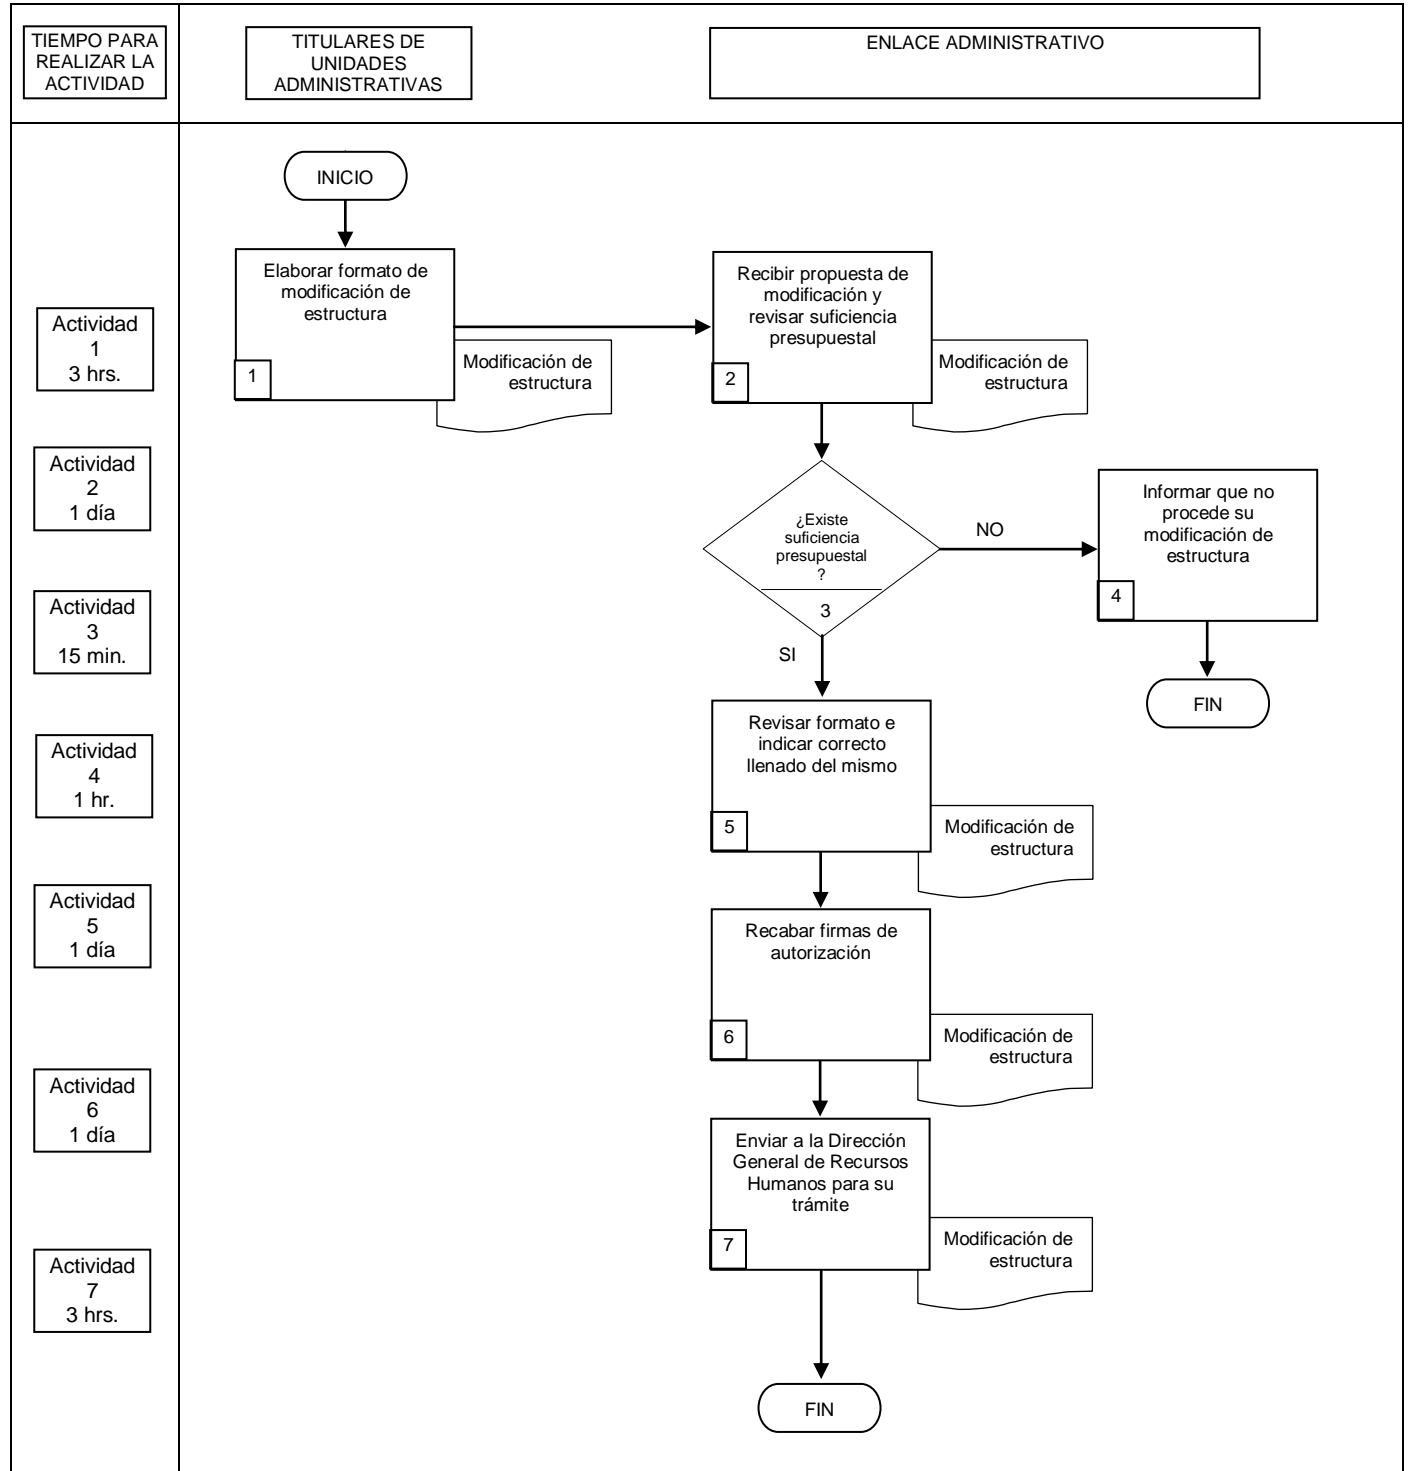 TIEMPO PARA
REALIZAR LA
ACTIVIDAD
TITULARES DE
UNIDADES
ADMINISTRATIVAS
ENLACE ADMINISTRATIVO
INICIO
Elaborar formato de
modificación de
estructura
1
Modificación de
estructura
Recibir propuesta de
modificación y
revisar suficiencia
presupuestal
2
Modificación de
estructura
Actividad
1
3 hrs.
Actividad
2
1 día
¿Existe
suficiencia
presupuestal
?
3
NO
Informar que no
procede su
modificación de
estructura
4
FIN
Actividad
3
15 min.
SI
Revisar formato e
indicar correcto
llenado del mismo
5
Modificación de
estructura
Actividad
4
1 hr.
Actividad
5
1 día
Recabar firmas de
autorización
6
Modificación de
estructura
Actividad
6
1 día
Enviar a la Dirección
General de Recursos
Humanos para su
trámite
7
Modificación de
estructura
Actividad
7
3 hrs.
FIN